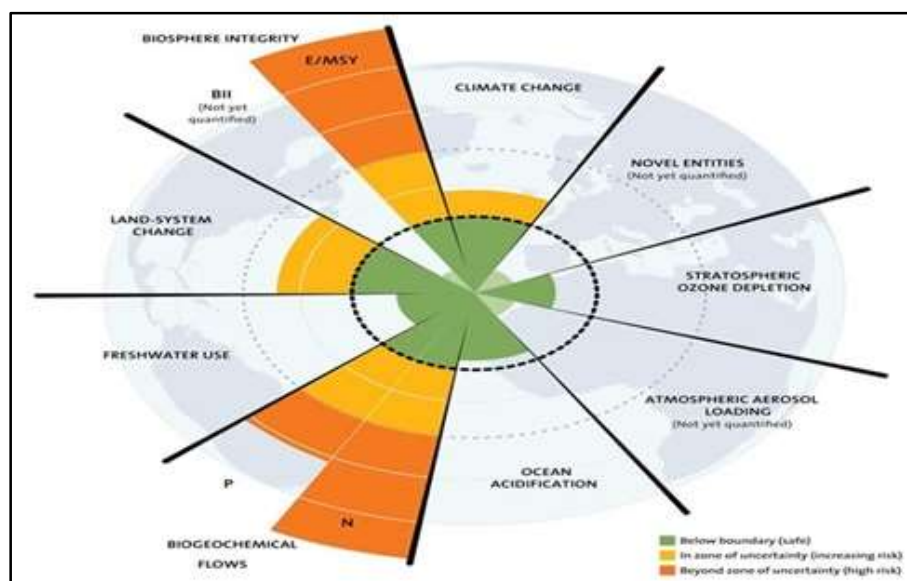 BIOSPHERE INTEGRITY
E/MSY
BII
(Not yet
quantified)
CLIMATE CHANGE
NOVEL ENTITIES
(Not yet quantified)
LAND-SYSTEM
CHANGE
STRATOSPHERIC
OZONE DEPLETION
FRESHWATER USE
ATMOSPHERIC AEROSOL
LOADING
(Not yet quantified)
OCEAN
ACIDIFICATION
P
N
BIOGEOCHEMICAL
FLOWS
Below boundary (safe)
In zone of uncertainty (increasing risk)
Beyond zone of uncertainty (high risk)